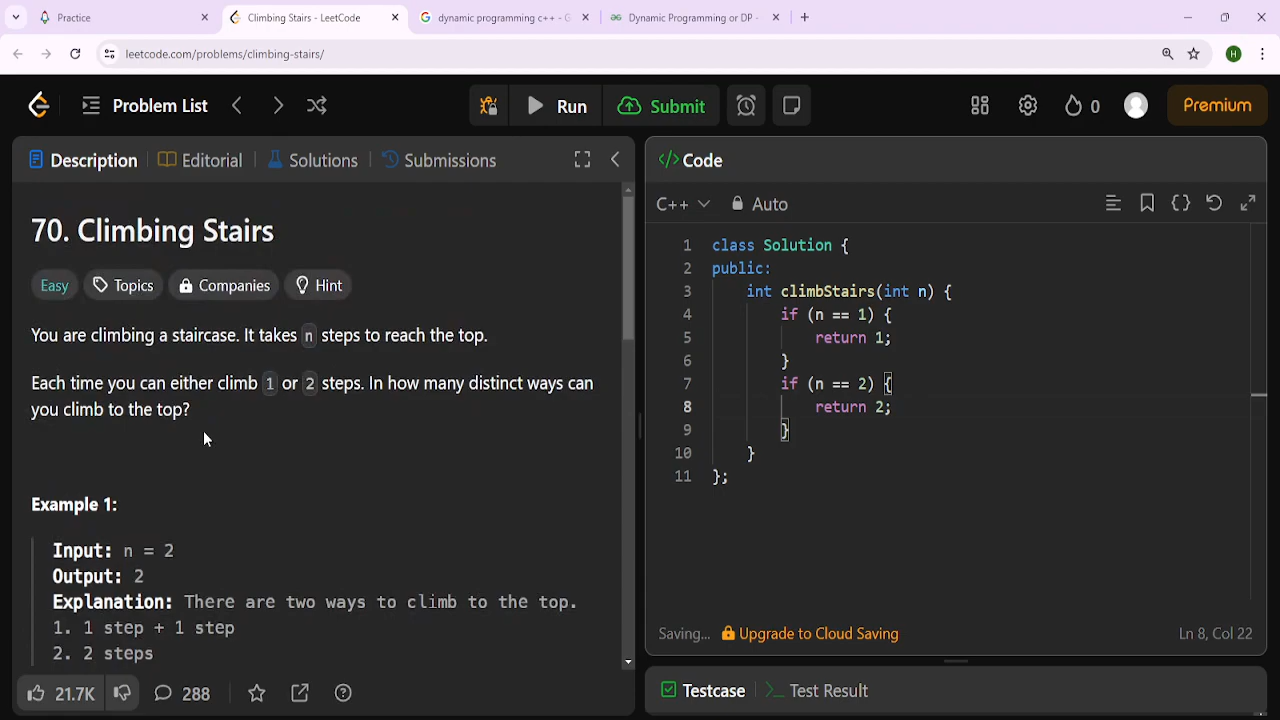 Practice
Climbing Stairs - LeetCode
dynamic programming c++ - G
Dynamic Programming or DP -
leetcode.com/problems/climbing-stairs/
H
Problem List
Run
Submit
0
Premium
Description
Editorial
Solutions
Submissions
70. Climbing Stairs
Easy
Topics
Companies
Hint
You are climbing a staircase. It takes n steps to reach the top.
Each time you can either climb 1 or 2 steps. In how many distinct ways can
you climb to the top?
Example 1:
Input: n = 2
Output: 2
Explanation: There are two ways to climb to the top.
1. 1 step + 1 step
2. 2 steps
21.7K
288
</> Code
C++
Auto
1 class Solution {
2 public:
3 int climbStairs(int n) {
4 if (n == 1) {
5 return 1;
6 }
7 if (n == 2) {
8 return 2;
9 }
10 }
11 };
Saving...
Upgrade to Cloud Saving
Ln 8, Col 22
Testcase
Test Result